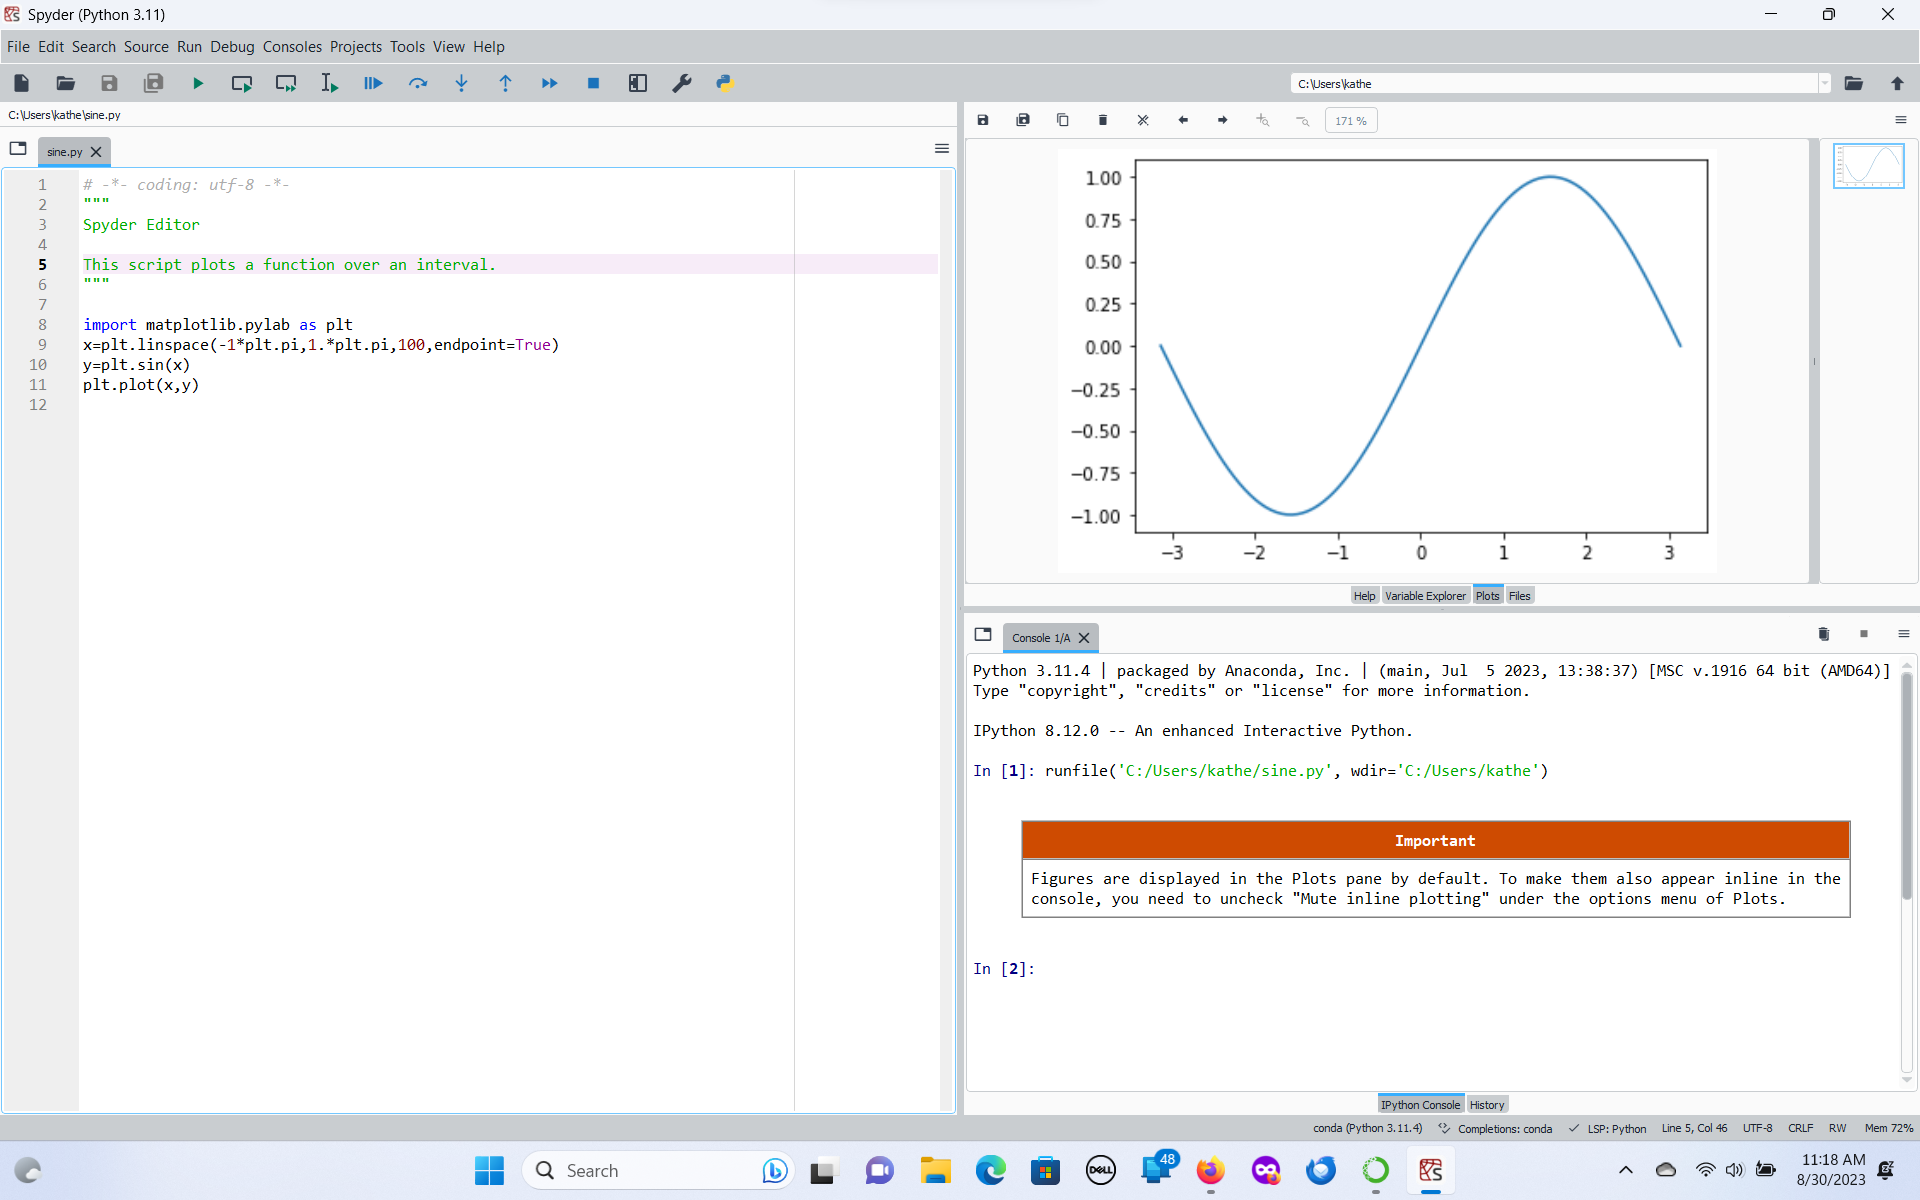 Spyder (Python 3.11)
File Edit Search Source Run Debug Consoles Projects Tools View Help
C:\Users\kathe
C:\Users\kathe\sine.py
sine.py
1 # -*- coding: utf-8 -*-
2 """
3 Spyder Editor
4
5 This script plots a function over an interval.
6 """
7
8 import matplotlib.pylab as plt
9 x=plt.linspace(-1*plt.pi,1.*plt.pi,100,endpoint=True)
10 y=plt.sin(x)
11 plt.plot(x,y)
12
171 %
1.00
0.75
0.50
0.25
0.00
−0.25
−0.50
−0.75
−1.00
−3 −2 −1 0 1 2 3
Help Variable Explorer Plots Files
Console 1/A
Python 3.11.4 | packaged by Anaconda, Inc. | (main, Jul  5 2023, 13:38:37) [MSC v.1916 64 bit (AMD64)]
Type "copyright", "credits" or "license" for more information.
IPython 8.12.0 -- An enhanced Interactive Python.
In [1]: runfile('C:/Users/kathe/sine.py', wdir='C:/Users/kathe')
Important
Figures are displayed in the Plots pane by default. To make them also appear inline in the
console, you need to uncheck "Mute inline plotting" under the options menu of Plots.
In [2]:
IPython Console History
conda (Python 3.11.4) Completions: conda LSP: Python Line 5, Col 46 UTF-8 CRLF RW Mem 72%
Search
DELL
48
11:18 AM
8/30/2023